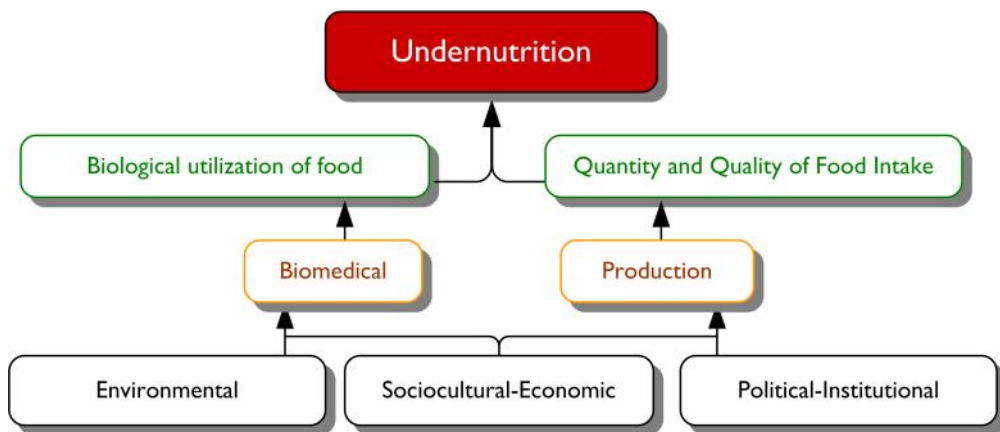 Undernutrition
Biological utilization of food
Quantity and Quality of Food Intake
Biomedical
Production
Environmental
Sociocultural-Economic
Political-Institutional